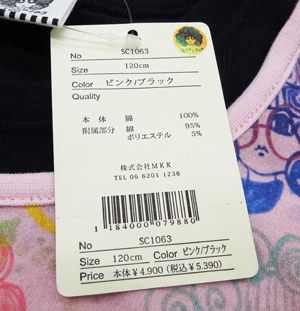 No SC1063
Size 120cm
Color ピンク/ブラック
Quality
本体 綿 100%
附属部分 綿 95%
ポリエステル 5%
株式会社MKK
TEL 06 6201 1236
1 184000 079880
No SC1063
Size 120cm Color ピンク/ブラック
Price 本体¥4,900(税込¥5,390)